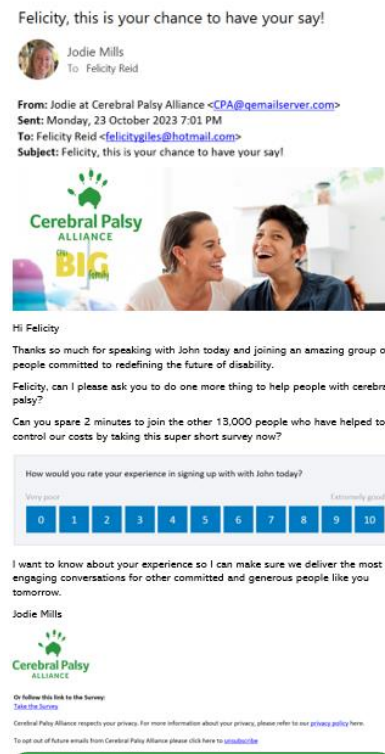 Felicity, this is your chance to have your say!
Jodie Mills
To Felicity Reid
From: Jodie at Cerebral Palsy Alliance <CPA@qemailserver.com>
Sent: Monday, 23 October 2023 7:01 PM
To: Felicity Reid <felicitygiles@hotmail.com>
Subject: Felicity, this is your chance to have your say!
Cerebral Palsy
ALLIANCE
Our
BIG
family
Hi Felicity
Thanks so much for speaking with John today and joining an amazing group o
people committed to redefining the future of disability.
Felicity, can I please ask you to do one more thing to help people with cerebra
palsy?
Can you spare 2 minutes to join the other 13,000 people who have helped to
control our costs by taking this super short survey now?
How would you rate your experience in signing up with with John today?
Very poor Extremely good
0 1 2 3 4 5 6 7 8 9 10
I want to know about your experience so I can make sure we deliver the most
engaging conversations for other committed and generous people like you
tomorrow.
Jodie Mills
Cerebral Palsy
ALLIANCE
Or follow this link to the Survey:
Take the Survey
Cerebral Palsy Alliance respects your privacy. For more information about your privacy, please refer to our privacy policy here.
To opt out of future emails from Cerebral Palsy Alliance please click here to unsubscribe